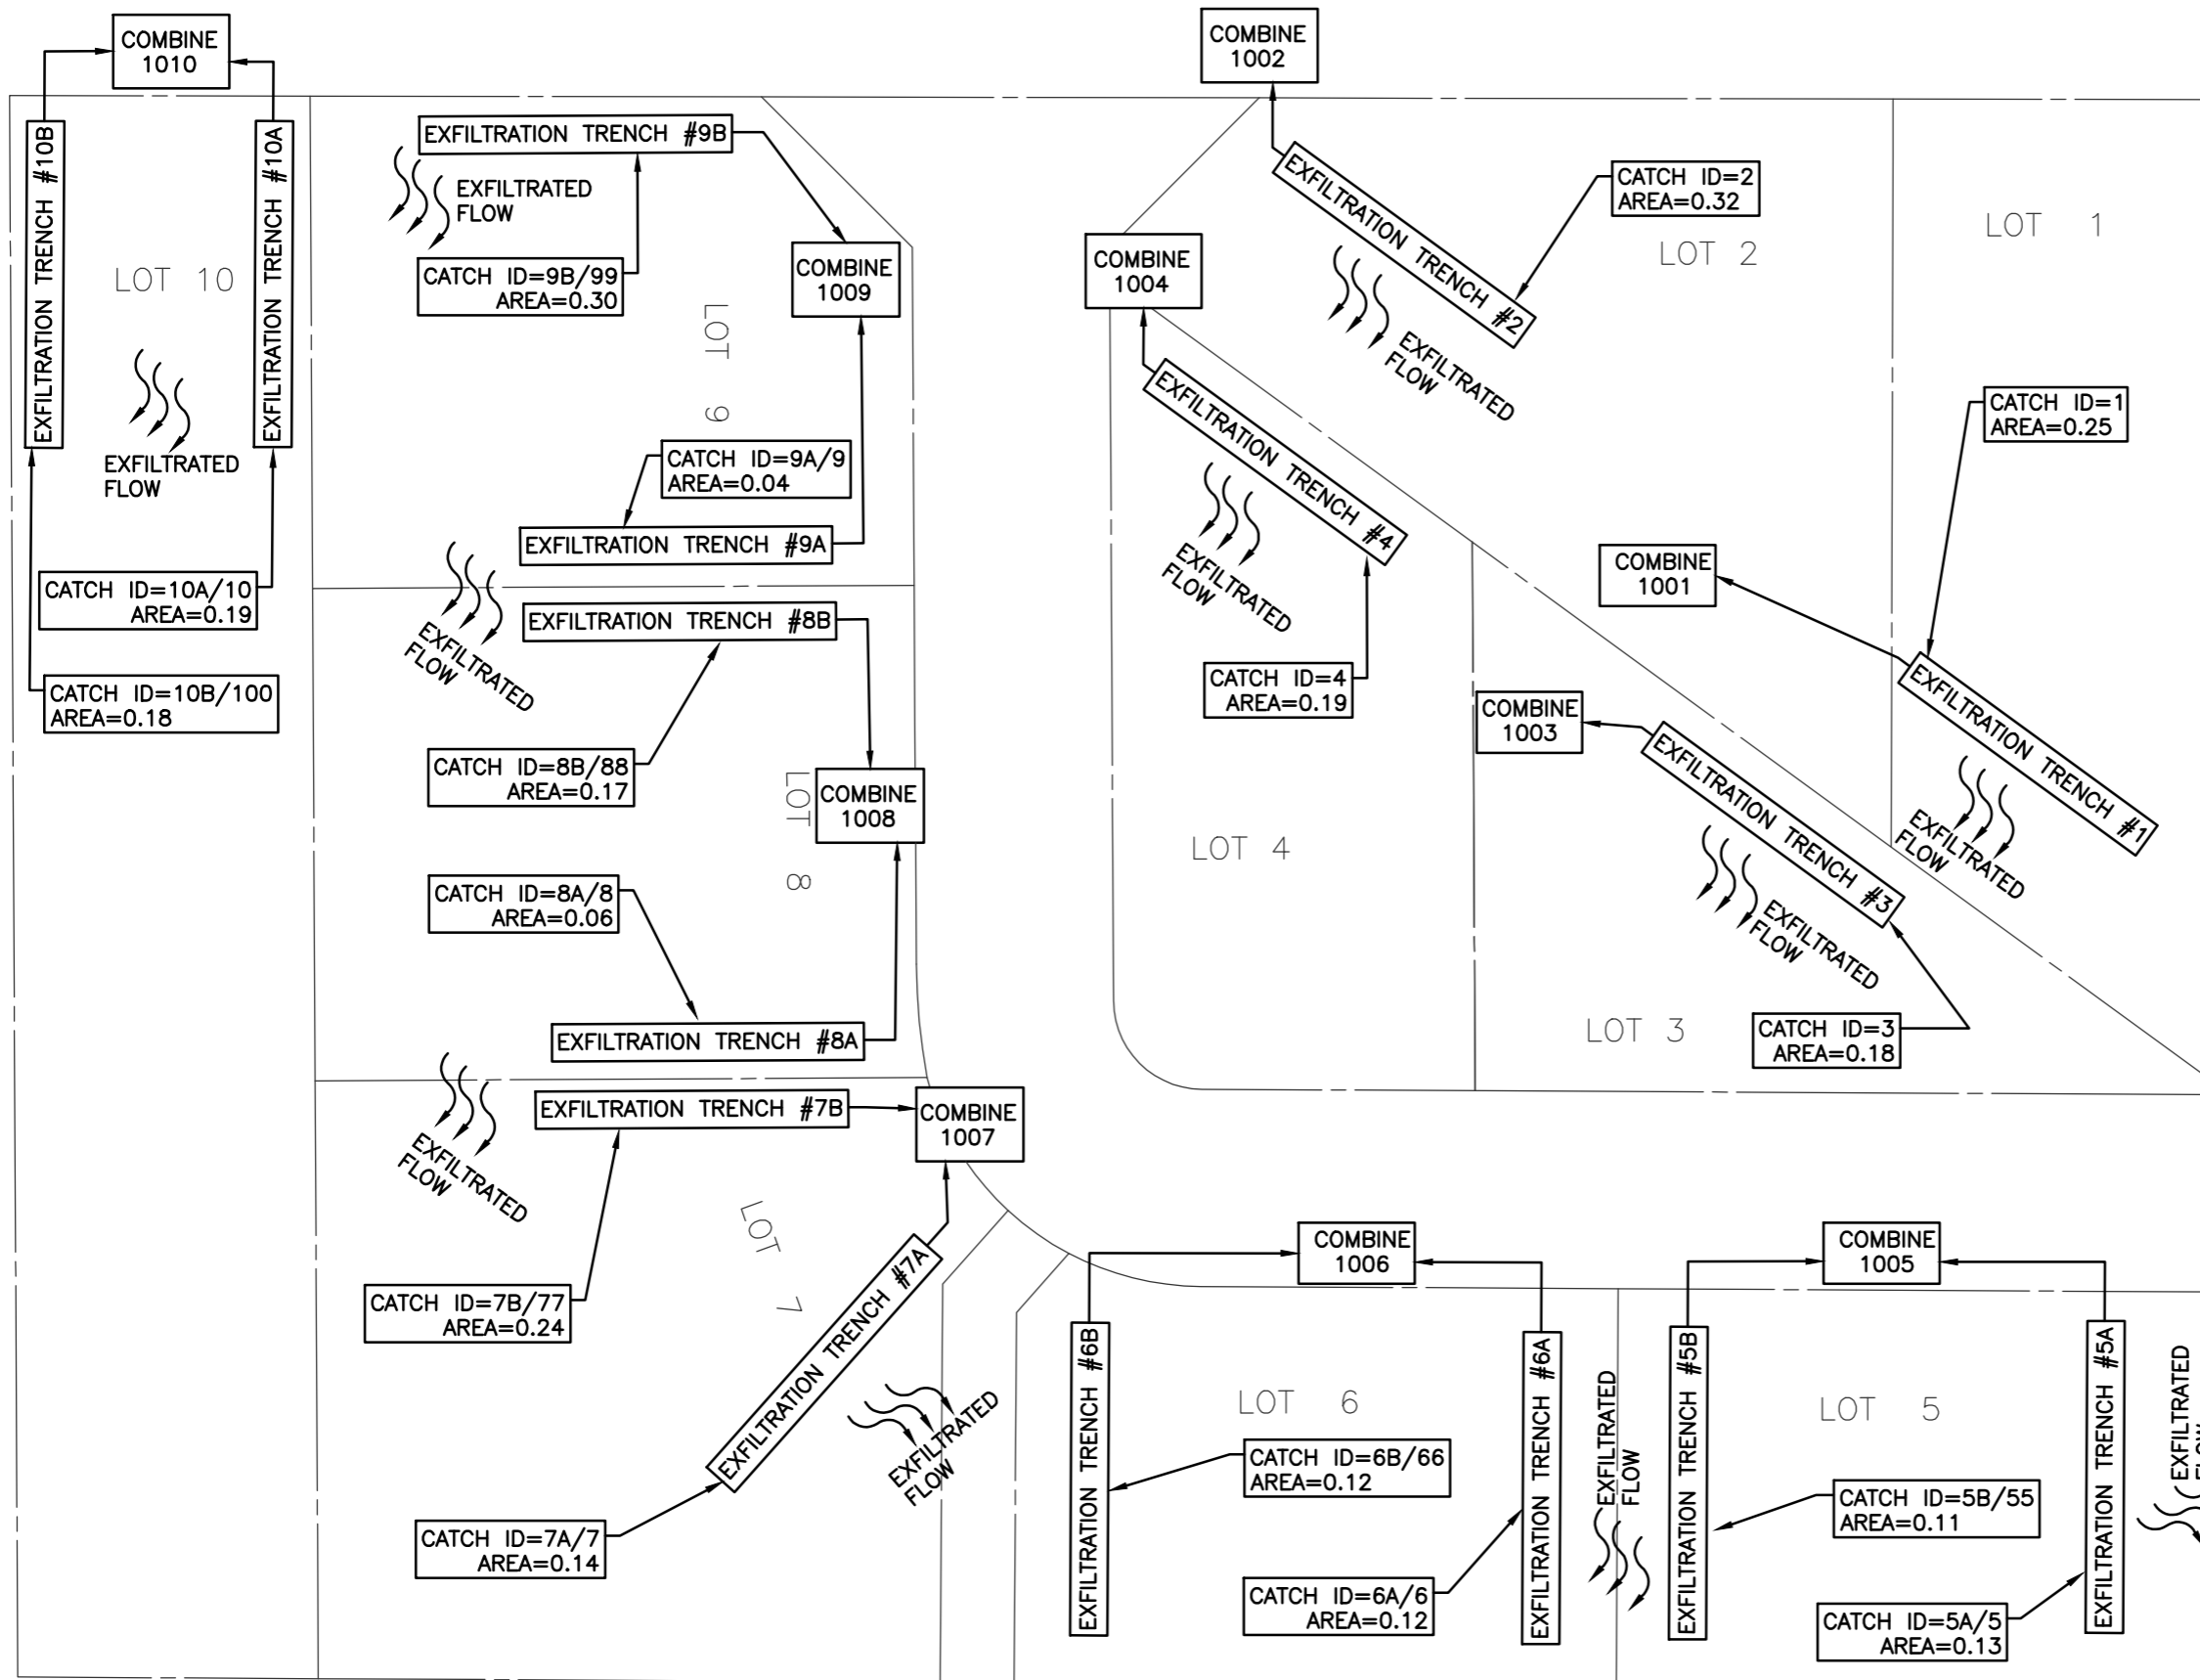 COMBINE
1010
COMBINE
1002
EXFILTRATION TRENCH #10B
EXFILTRATION TRENCH #10A
LOT 10
EXFILTRATED
FLOW
CATCH ID=10A/10
AREA=0.19
CATCH ID=10B/100
AREA=0.18
EXFILTRATION TRENCH #9B
EXFILTRATED
FLOW
CATCH ID=9B/99
AREA=0.30
COMBINE
1009
LOT 9
CATCH ID=9A/9
AREA=0.04
EXFILTRATION TRENCH #9A
EXFILTRATED
FLOW
EXFILTRATION TRENCH #8B
CATCH ID=8B/88
AREA=0.17
LOT 8
COMBINE
1008
CATCH ID=8A/8
AREA=0.06
EXFILTRATION TRENCH #8A
EXFILTRATED
FLOW
EXFILTRATION TRENCH #7B
COMBINE
1007
LOT 7
CATCH ID=7B/77
AREA=0.24
EXFILTRATION TRENCH #7A
EXFILTRATED
FLOW
CATCH ID=7A/7
AREA=0.14
EXFILTRATION TRENCH #2
CATCH ID=2
AREA=0.32
LOT 2
LOT 1
EXFILTRATED
FLOW
COMBINE
1004
EXFILTRATION TRENCH #4
EXFILTRATED
FLOW
CATCH ID=4
AREA=0.19
LOT 4
CATCH ID=1
AREA=0.25
COMBINE
1001
EXFILTRATION TRENCH #1
EXFILTRATED
FLOW
COMBINE
1003
EXFILTRATION TRENCH #3
EXFILTRATED
FLOW
LOT 3
CATCH ID=3
AREA=0.18
COMBINE
1006
EXFILTRATION TRENCH #6B
EXFILTRATION TRENCH #6A
LOT 6
CATCH ID=6B/66
AREA=0.12
CATCH ID=6A/6
AREA=0.12
EXFILTRATED
FLOW
COMBINE
1005
EXFILTRATION TRENCH #5B
EXFILTRATION TRENCH #5A
LOT 5
CATCH ID=5B/55
AREA=0.11
CATCH ID=5A/5
AREA=0.13
EXFILTRATED